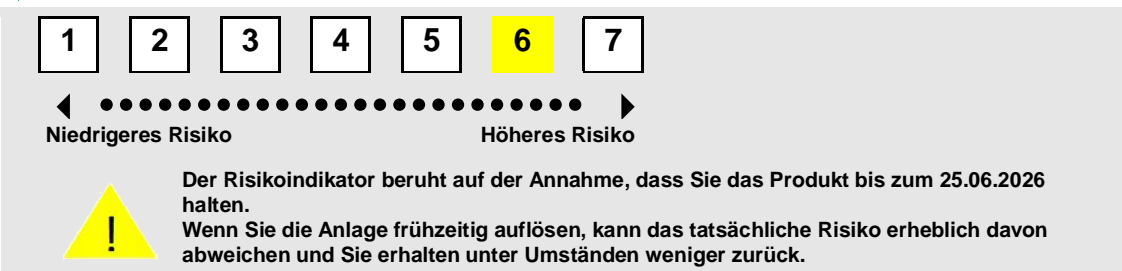 1 2 3 4 5 6 7
Niedrigeres Risiko Höheres Risiko
Der Risikoindikator beruht auf der Annahme, dass Sie das Produkt bis zum 25.06.2026
halten.
Wenn Sie die Anlage frühzeitig auflösen, kann das tatsächliche Risiko erheblich davon
! abweichen und Sie erhalten unter Umständen weniger zurück.